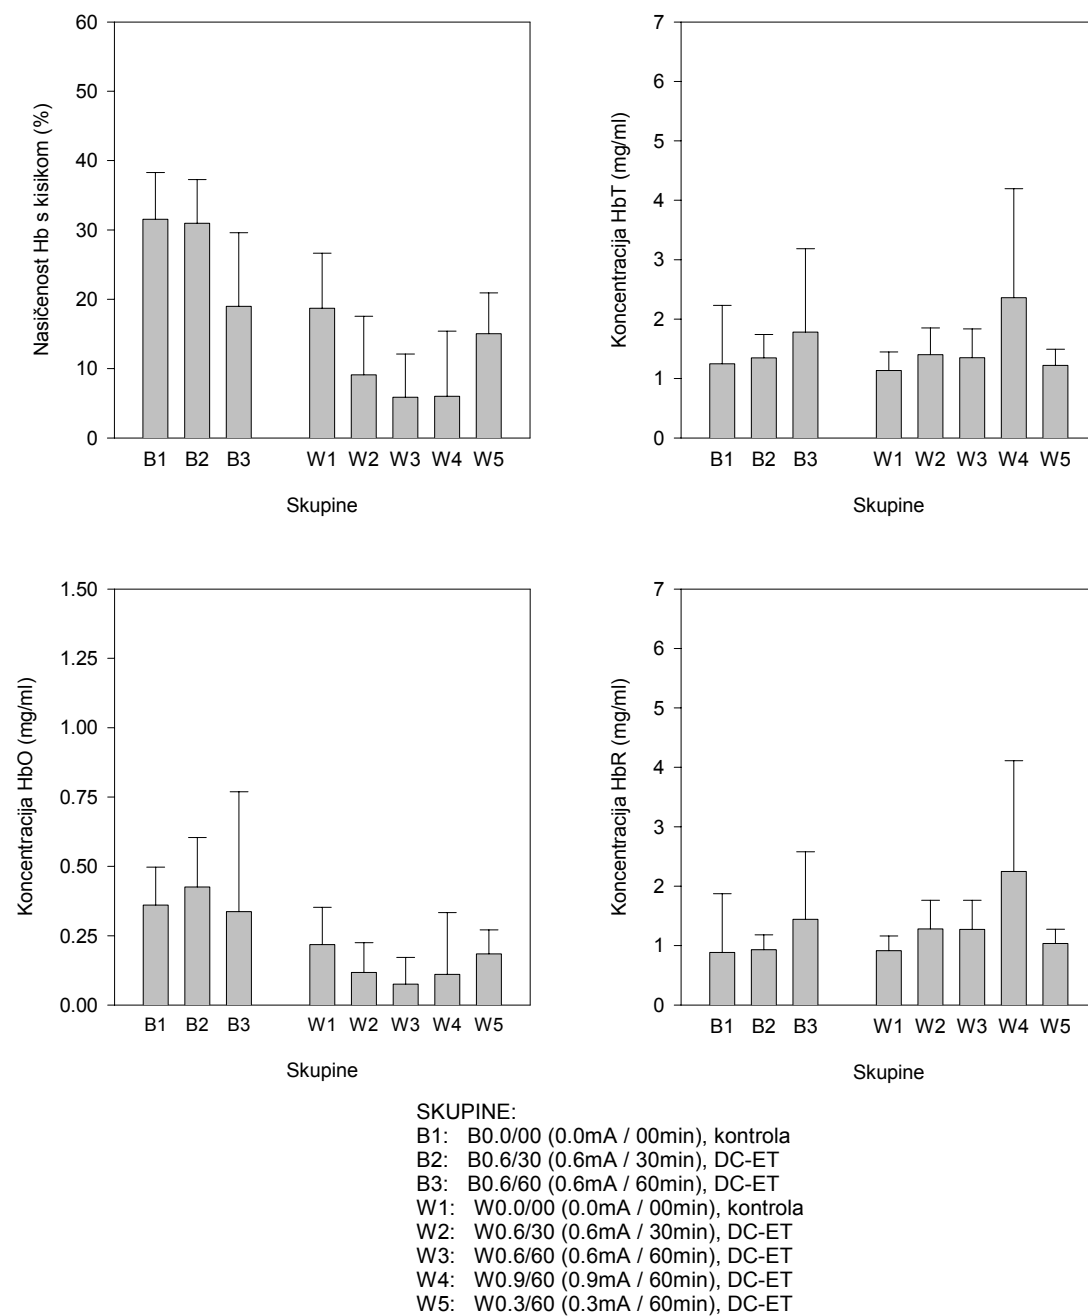 Nasičenost Hb s kisikom (%)
60
50
40
30
20
10
0
B1 B2 B3 W1 W2 W3 W4 W5
Skupine
Koncentracija HbT (mg/ml)
7
6
5
4
3
2
1
0
B1 B2 B3 W1 W2 W3 W4 W5
Skupine
Koncentracija HbO (mg/ml)
1.50
1.25
1.00
0.75
0.50
0.25
0.00
B1 B2 B3 W1 W2 W3 W4 W5
Skupine
Koncentracija HbR (mg/ml)
7
6
5
4
3
2
1
0
B1 B2 B3 W1 W2 W3 W4 W5
Skupine
SKUPINE:
B1: B0.0/00 (0.0mA / 00min), kontrola
B2: B0.6/30 (0.6mA / 30min), DC-ET
B3: B0.6/60 (0.6mA / 60min), DC-ET
W1: W0.0/00 (0.0mA / 00min), kontrola
W2: W0.6/30 (0.6mA / 30min), DC-ET
W3: W0.6/60 (0.6mA / 60min), DC-ET
W4: W0.9/60 (0.9mA / 60min), DC-ET
W5: W0.3/60 (0.3mA / 60min), DC-ET